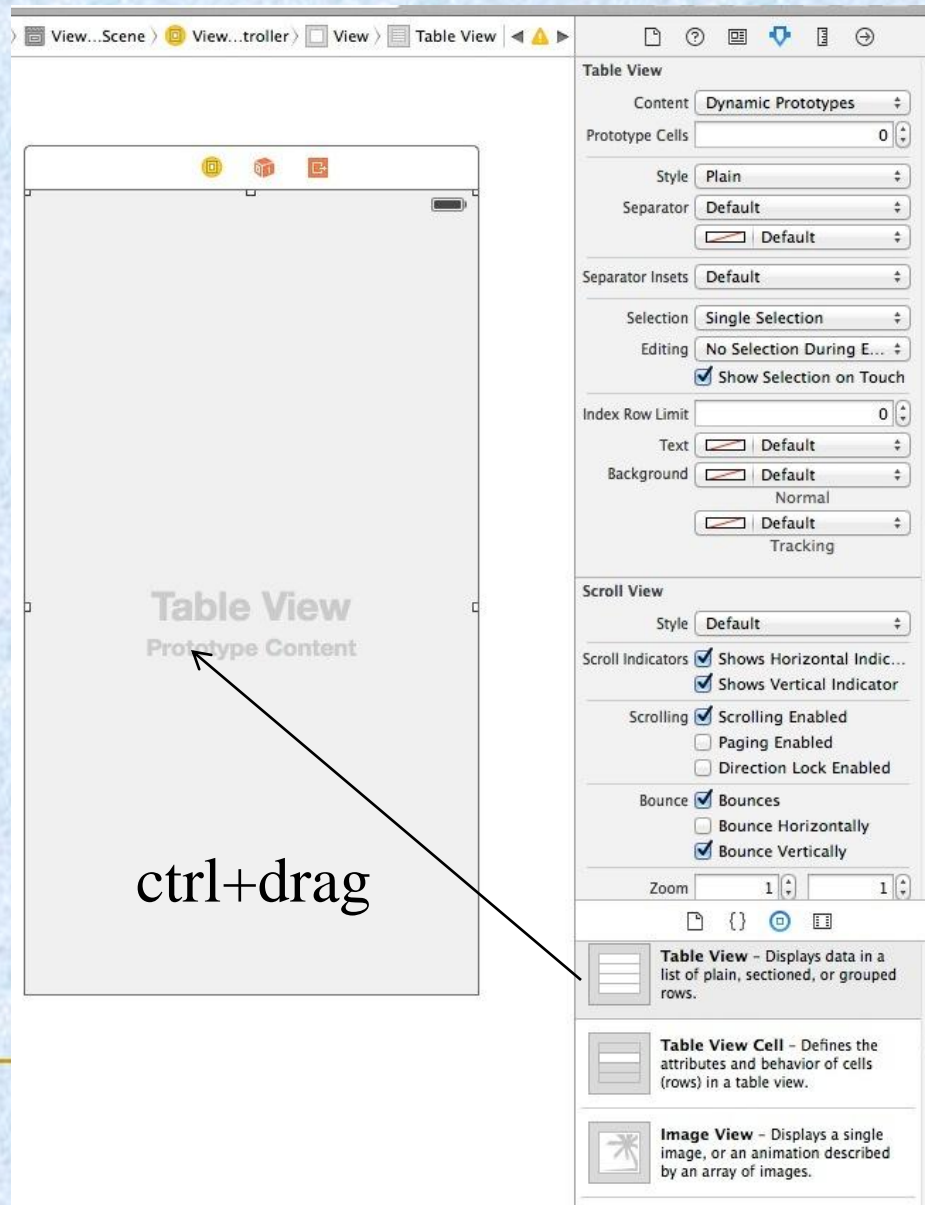 View...Scene View...troller View Table View
Table View
Content Dynamic Prototypes
Prototype Cells 0
Style Plain
Separator Default
Default
Separator Insets Default
Selection Single Selection
Editing No Selection During E...
Show Selection on Touch
Index Row Limit 0
Text Default
Background Default
Normal
Default
Tracking
Scroll View
Style Default
Scroll Indicators Shows Horizontal Indic...
Shows Vertical Indicator
Scrolling Scrolling Enabled
Paging Enabled
Direction Lock Enabled
Bounce Bounces
Bounce Horizontally
Bounce Vertically
Zoom 1 1
Table View
Prototype Content
ctrl+drag
{}
Table View – Displays data in a
list of plain, sectioned, or grouped
rows.
Table View Cell – Defines the
attributes and behavior of cells
(rows) in a table view.
Image View – Displays a single
image, or an animation described
by an array of images.